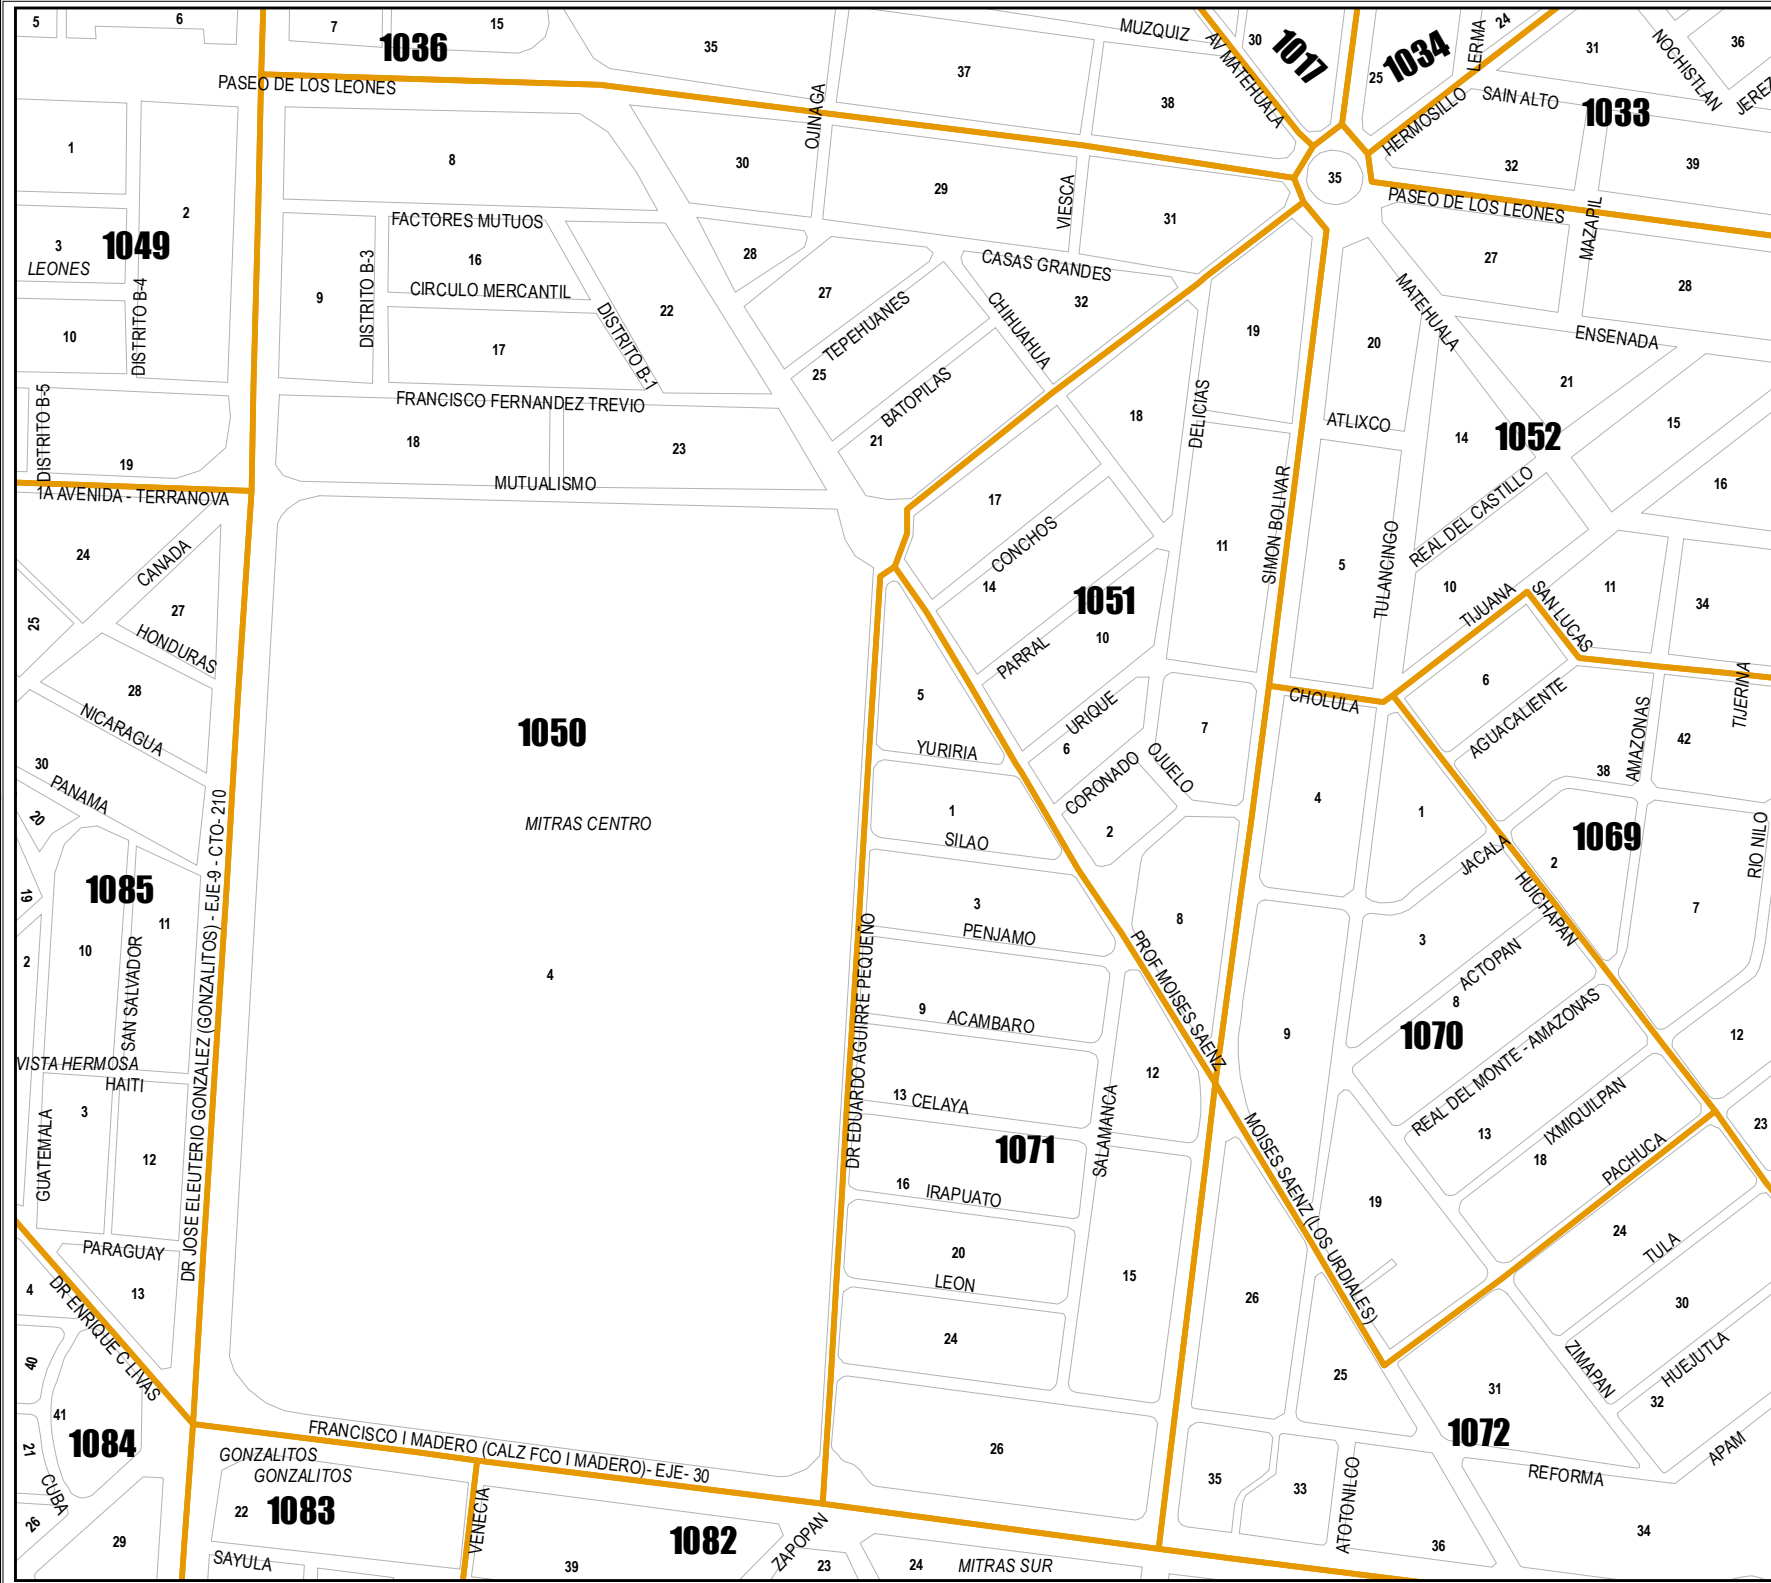 5
6
7
15
1036
35
MUZQUIZ
AV MATEHUALA
30
1017
25
1034
LERMA
24
31
NOCHISTLAN
36
JEREZ
PASEO DE LOS LEONES
OJINAGA
37
38
HERMOSILLO
SAIN ALTO
1033
1
8
30
29
VIESCA
31
35
32
39
PASEO DE LOS LEONES
MAZAPIL
2
3
1049
LEONES
DISTRITO B-4
10
9
DISTRITO B-3
FACTORES MUTUOS
16
CIRCULO MERCANTIL
17
DISTRITO B-1
22
28
27
TEPEHUANES
25
BATOPILAS
21
CASAS GRANDES
32
CHIHUAHUA
19
27
28
MATEHUALA
20
ENSENADA
21
DISTRITO B-5
19
1A AVENIDA - TERRANOVA
FRANCISCO FERNANDEZ TREVIO
18
23
MUTUALISMO
18
DELICIAS
ATLIXCO
14
1052
15
16
17
CONCHOS
14
SIMON BOLIVAR
11
5
TULANCINGO
REAL DEL CASTILLO
10
TIJUANA
SAN LUCAS
11
34
24
CANADA
27
25
HONDURAS
28
NICARAGUA
30
PANAMA
20
1051
PARRAL
10
URIQUE
6
CORONADO
OJUELO
7
2
CHOLULA
6
AGUACALIENTE
AMAZONAS
TIJERINA
42
38
5
YURIRIA
1
SILAO
1050
MITRAS CENTRO
4
4
1
JACALA
HUICHAPAN
1069
2
RIO NILO
7
19
1085
11
10
2
SAN SALVADOR
DR JOSE ELEUTERIO GONZALEZ (GONZALITOS) - EJE-9 - CTO- 210
3
PENJAMO
8
PROF MOISES SAENZ
9
ACAMBARO
DR EDUARDO AGUIRRE PEQUEÑO
3
ACTOPAN
8
1070
9
REAL DEL MONTE - AMAZONAS
12
VISTA HERMOSA
HAITI
3
GUATEMALA
12
12
13
CELAYA
1071
SALAMANCA
16
IRAPUATO
MOISES SAENZ (LOS URDIALES)
13
IXMIQUILPAN
18
PACHUCA
23
19
24
TULA
PARAGUAY
4
13
DR ENRIQUE C LIVAS
20
LEON
15
26
30
24
40
25
ZIMAPAN
HUEJUTLA
31
32
41
1084
21
CUBA
26
29
FRANCISCO I MADERO (CALZ FCO I MADERO)- EJE- 30
GONZALITOS
GONZALITOS
22
1083
SAYULA
VENECIA
39
1082
ZAPOPAN
23
24
MITRAS SUR
26
35
33
ATOTONILCO
1072
36
REFORMA
APAM
34